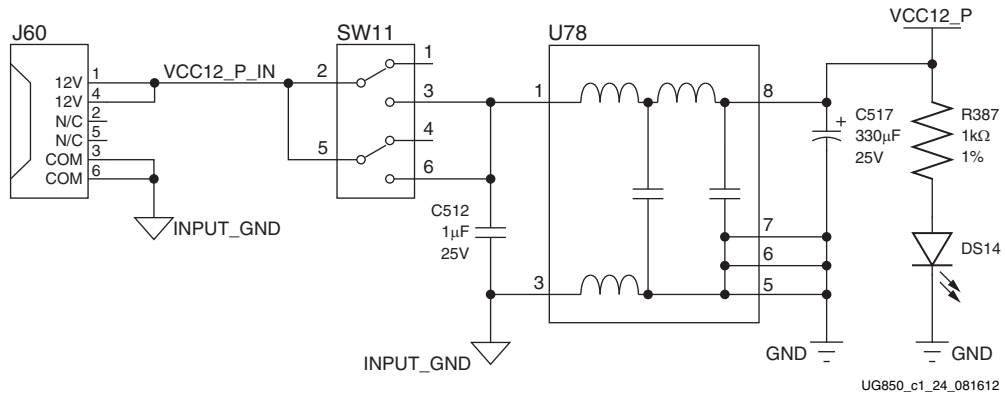 VCC12_P
J60
SW11
U78
1
12V
1
VCC12_P_IN
2
12V
4
3
1
8
N/C
2
C517
330µF
25V
+
R387
1kΩ
1%
N/C
5
4
COM
3
5
COM
6
6
INPUT_GND
C512
1µF
25V
7
6
5
3
DS14
INPUT_GND
GND
GND
UG850_c1_24_081612